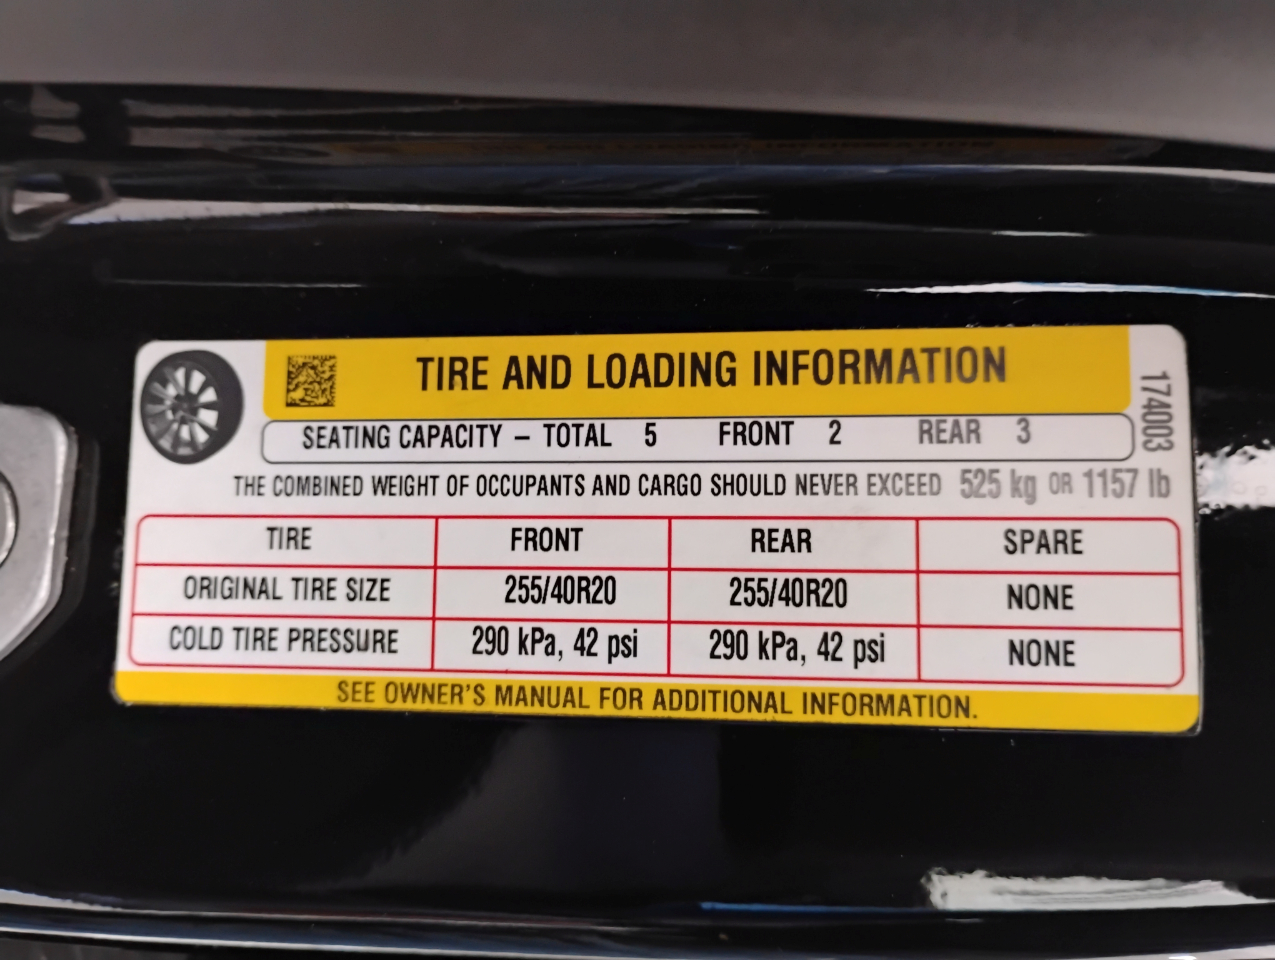 TIRE AND LOADING INFORMATION
174003
SEATING CAPACITY – TOTAL 5 FRONT 2 REAR 3
THE COMBINED WEIGHT OF OCCUPANTS AND CARGO SHOULD NEVER EXCEED 525 kg OR 1157 lb
TIRE FRONT REAR SPARE
ORIGINAL TIRE SIZE 255/40R20 255/40R20 NONE
COLD TIRE PRESSURE 290 kPa, 42 psi 290 kPa, 42 psi NONE
SEE OWNER'S MANUAL FOR ADDITIONAL INFORMATION.